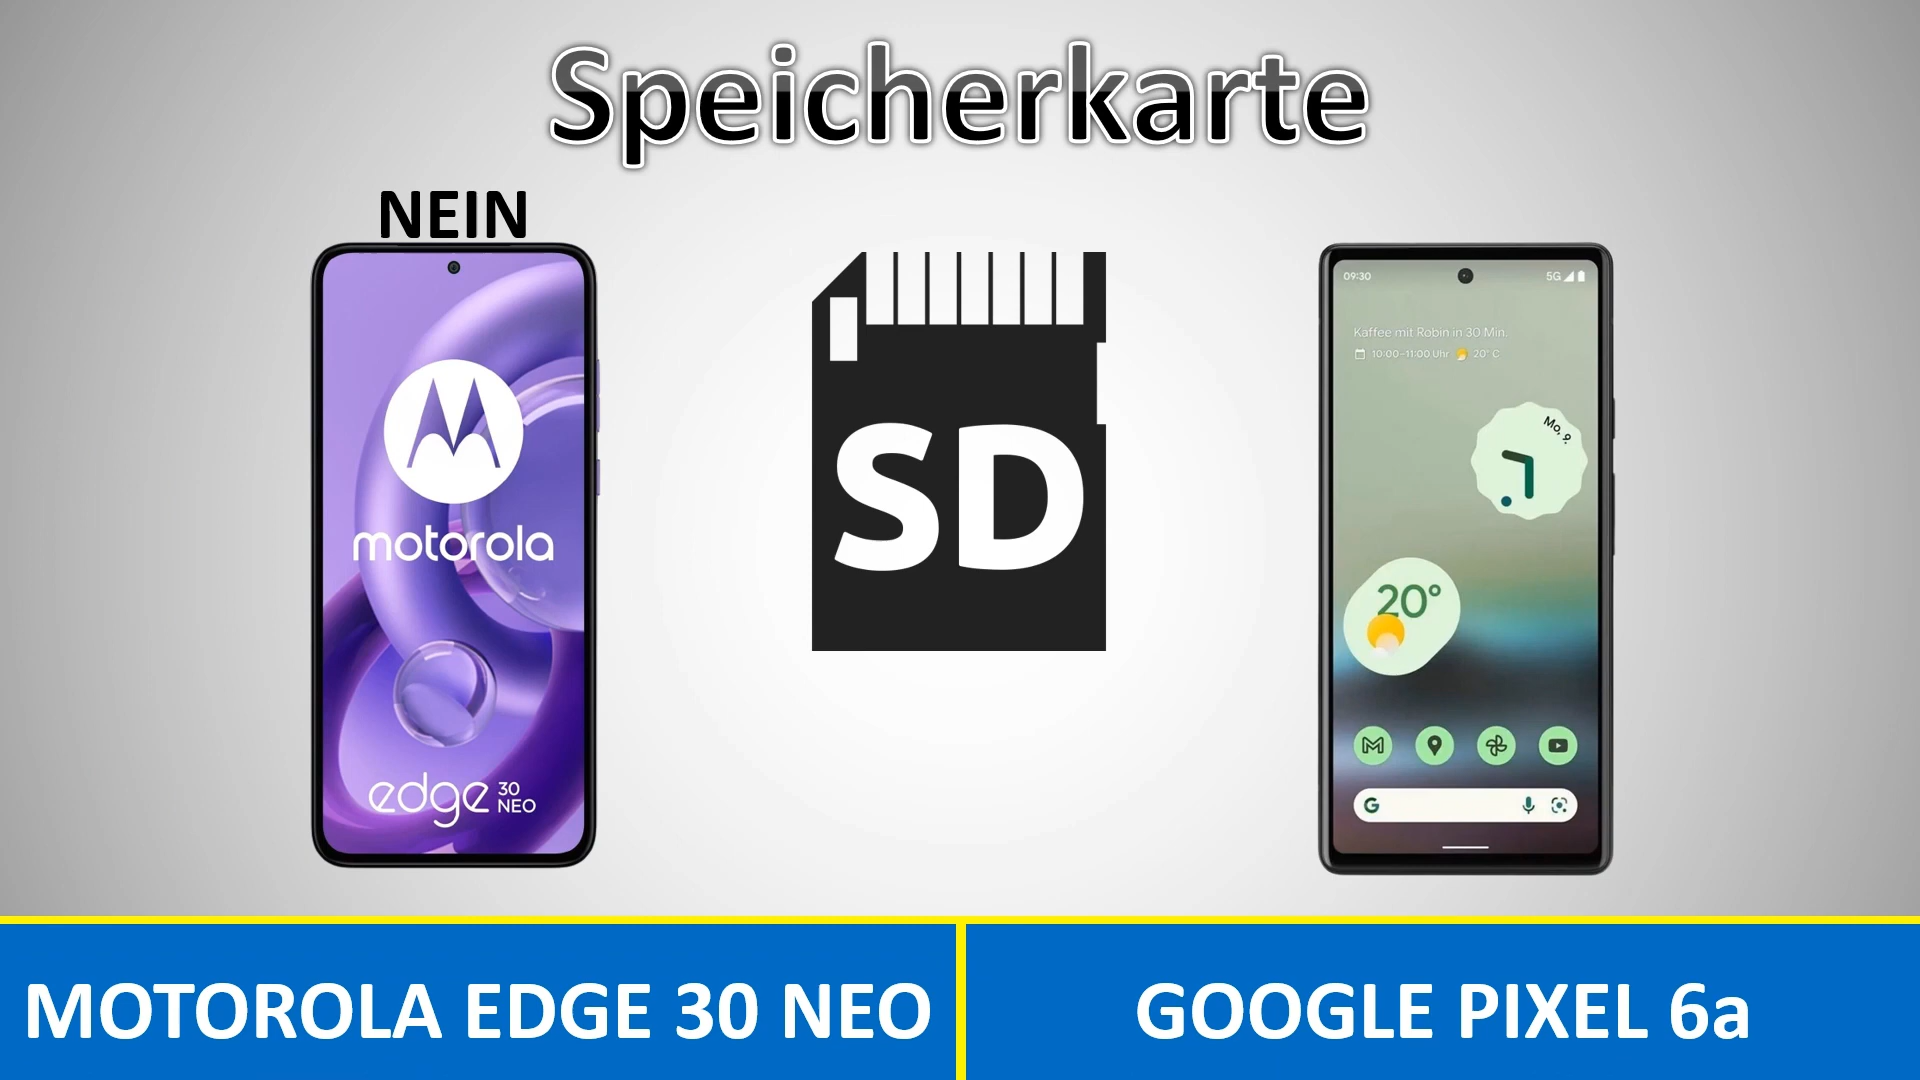 Speicherkarte
NEIN
motorola
edge 30 NEO
SD
09:30
5G
Kaffee mit Robin in 30 Min.
10:00–11:00 Uhr 20° C
Mo, 9.
20°
G
MOTOROLA EDGE 30 NEO
GOOGLE PIXEL 6a